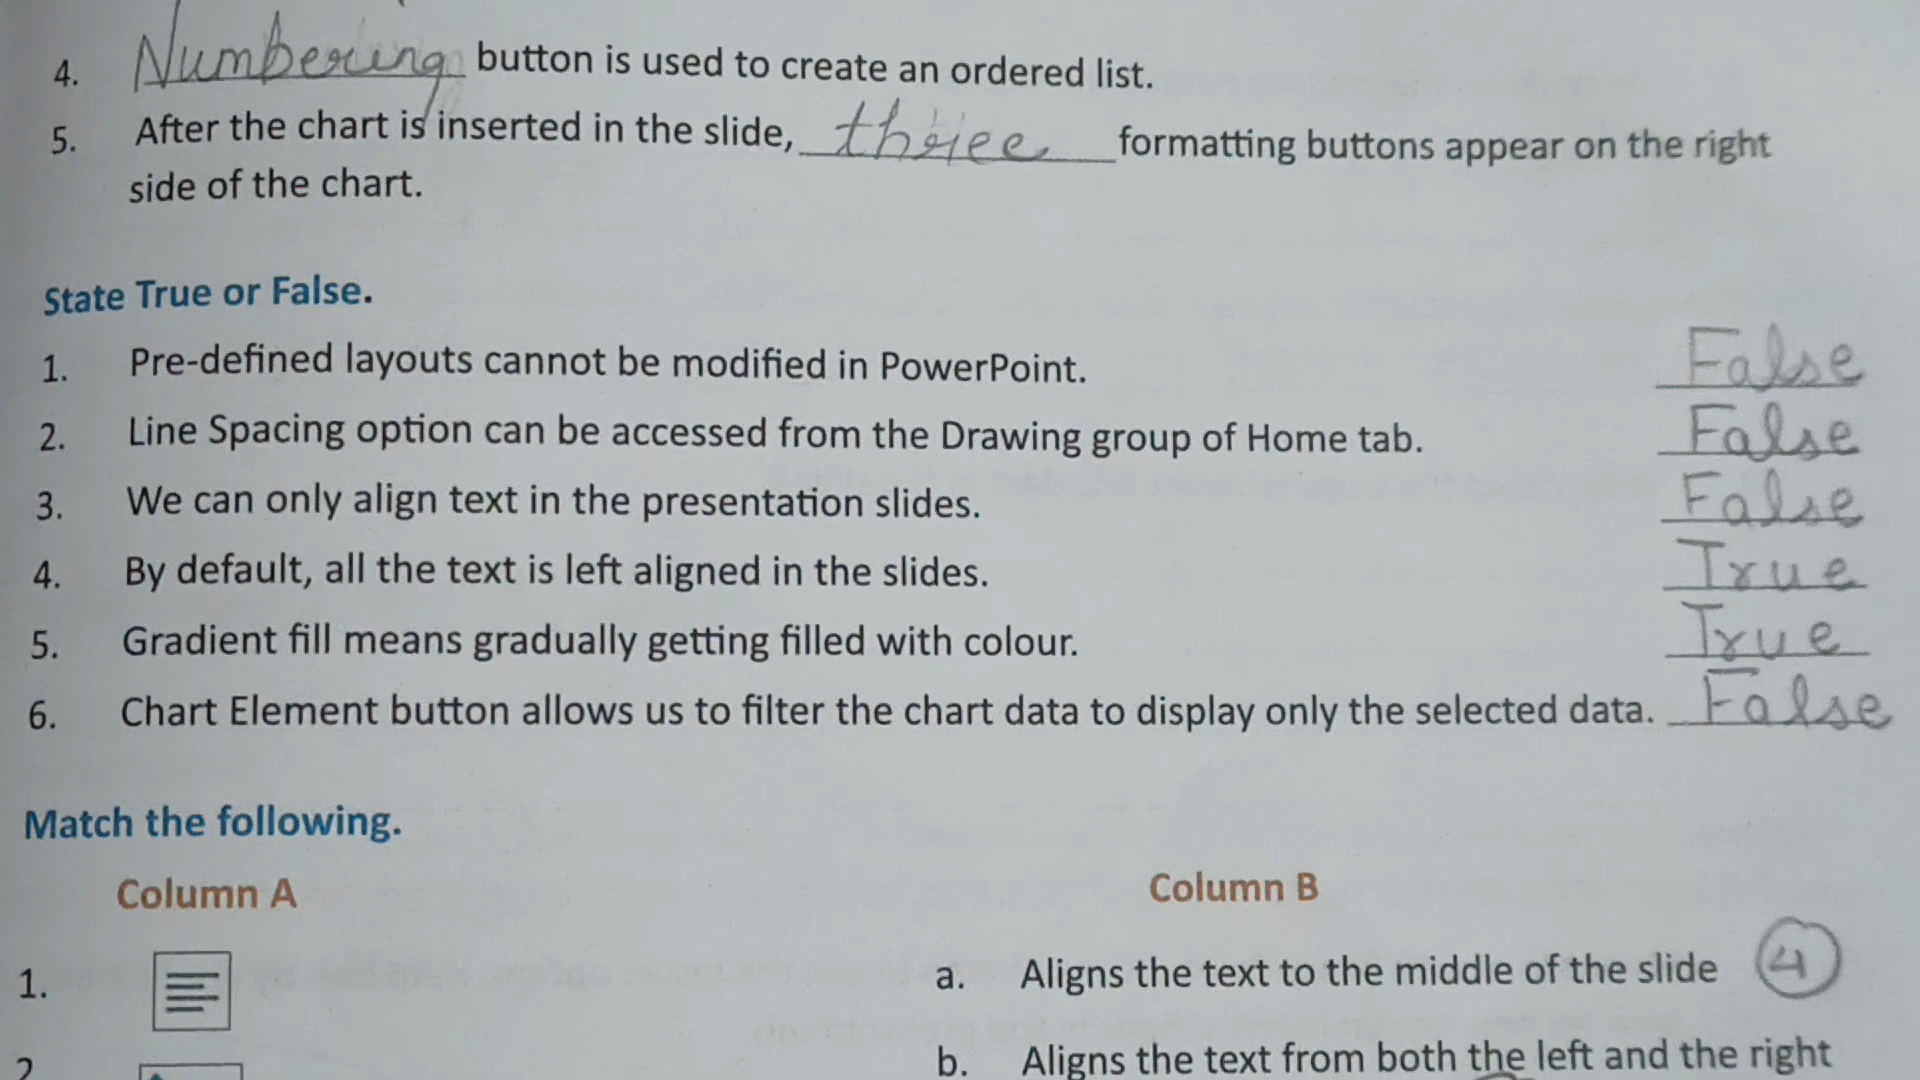 4. Numbering button is used to create an ordered list.
5. After the chart is inserted in the slide, three formatting buttons appear on the right
side of the chart.
State True or False.
1. Pre-defined layouts cannot be modified in PowerPoint. False
2. Line Spacing option can be accessed from the Drawing group of Home tab. False
3. We can only align text in the presentation slides. False
4. By default, all the text is left aligned in the slides. True
5. Gradient fill means gradually getting filled with colour. True
6. Chart Element button allows us to filter the chart data to display only the selected data. False
Match the following.
Column A Column B
1. a. Aligns the text to the middle of the slide 4
2 b. Aligns the text from both the left and the right